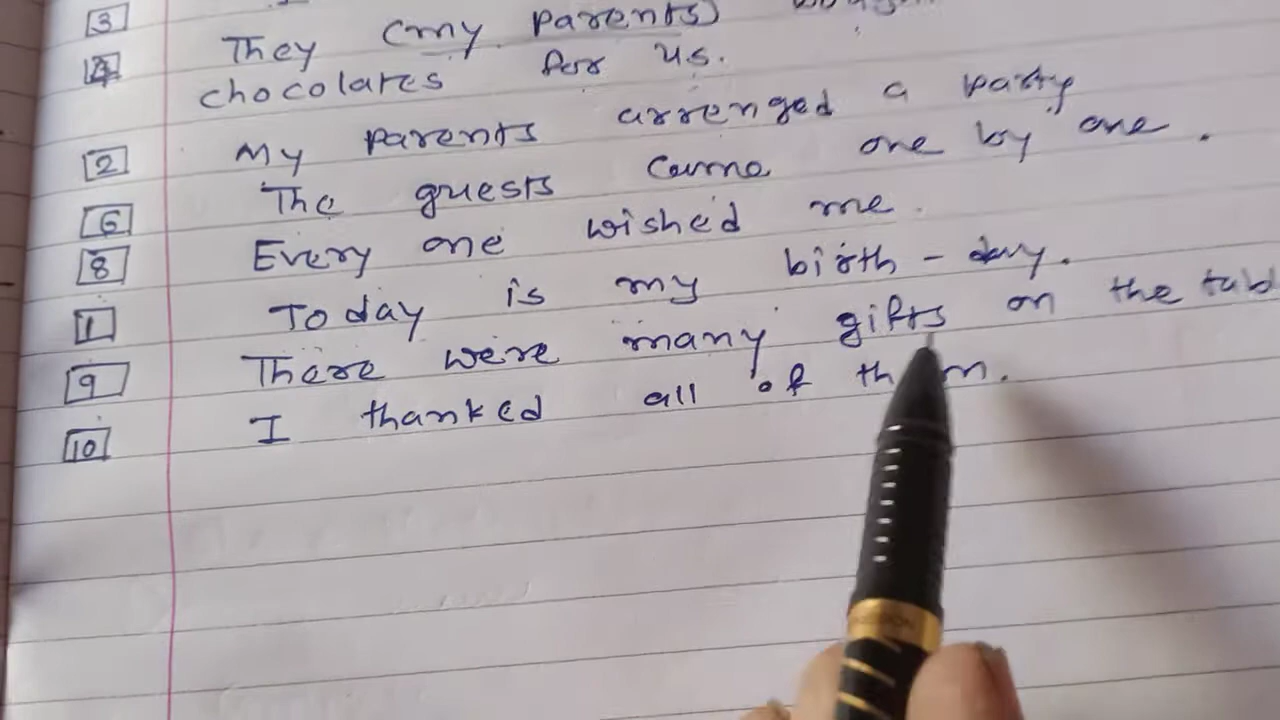 3
4 They (my parents)
chocolates for us.
2 My parents arrenged a party
6 The guests came one by one.
8 Every one wished me.
1 Today is my birth - day.
9 There were many gifts on the tab
10 I thanked all of